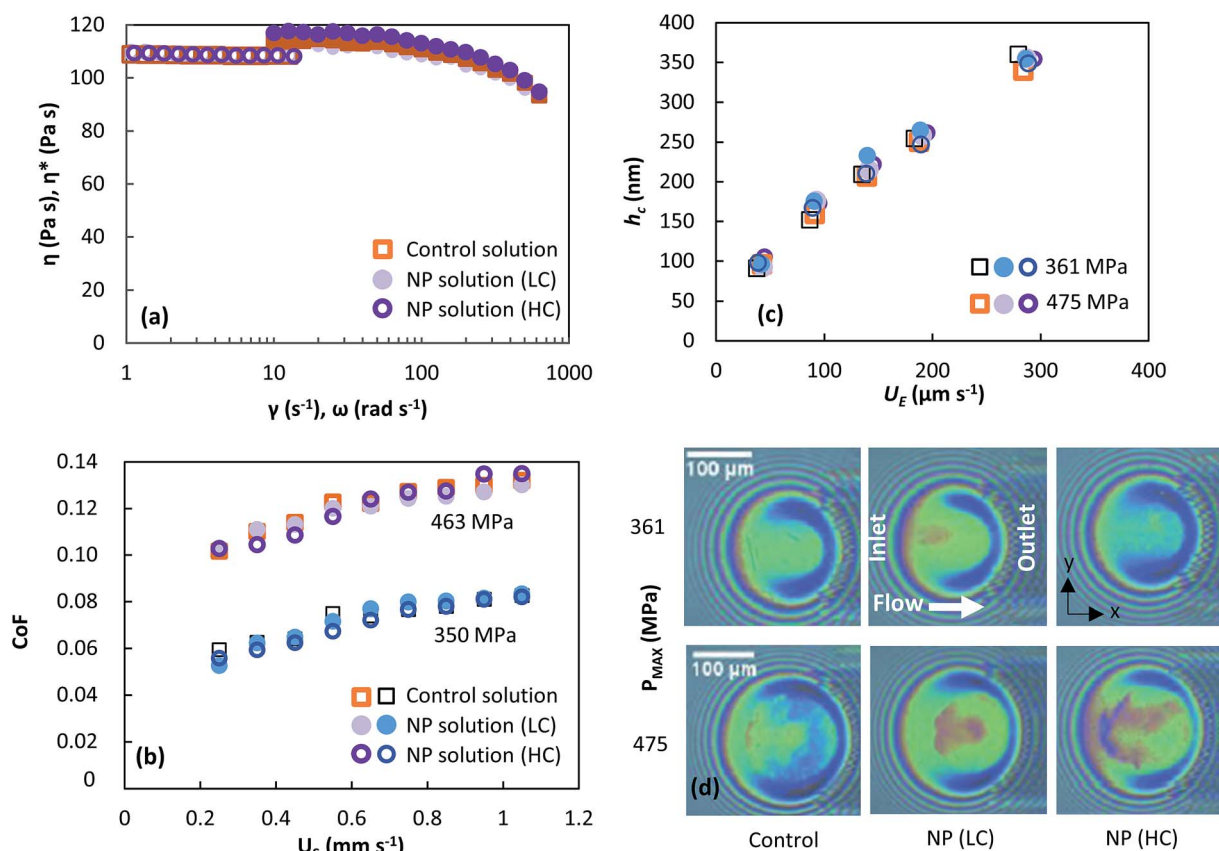 120
100
80
60
40
20
0
η (Pa s), η* (Pa s)
Control solution
NP solution (LC)
NP solution (HC)
(a)
1
10
100
1000
γ (s-1), ω (rad s-1)
400
350
300
250
200
150
100
50
0
hc (nm)
361 MPa
475 MPa
(c)
0
100
200
300
400
UE (µm s-1)
0.14
0.12
0.10
0.08
0.06
0.04
0.02
0
CoF
463 MPa
350 MPa
Control solution
NP solution (LC)
NP solution (HC)
(b)
0
0.2
0.4
0.6
0.8
1
1.2
(mm s-1)
PMAX (MPa)
361
475
100 µm
Inlet
Outlet
Flow
y
x
100 µm
(d)
Control
NP (LC)
NP (HC)